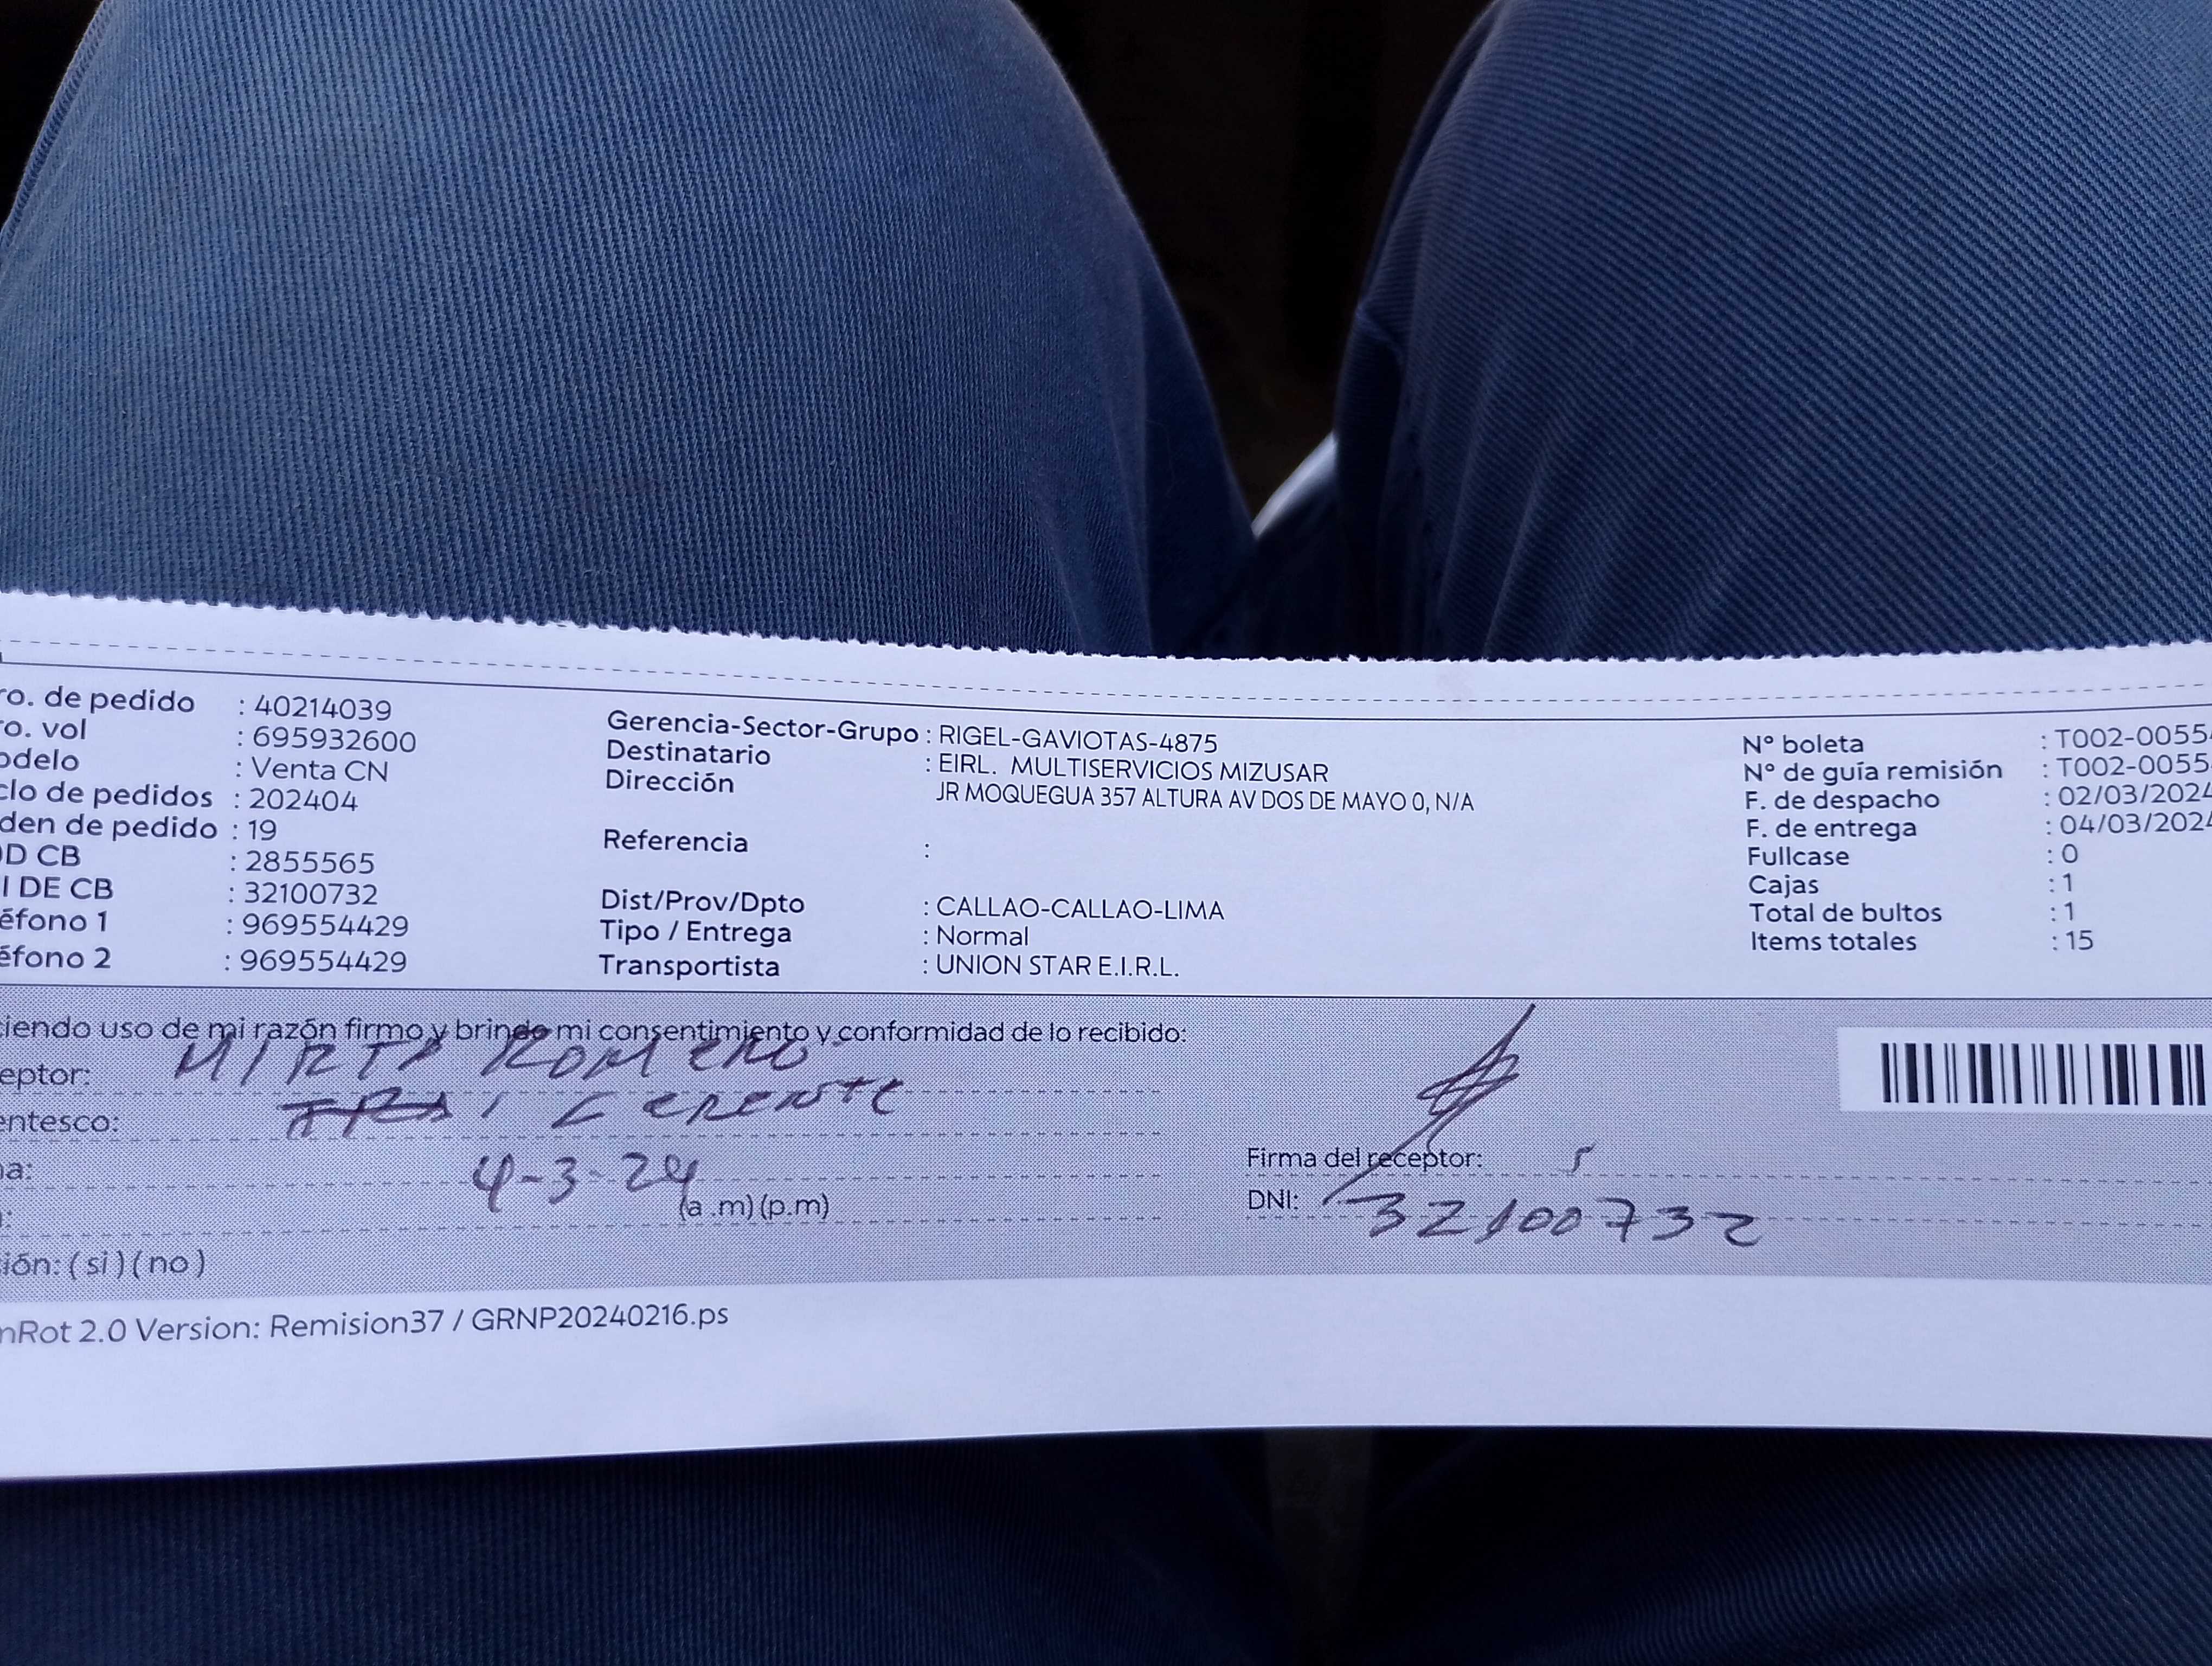 ro. de pedido : 40214039
ro. vol : 695932600
odelo : Venta CN
clo de pedidos : 202404
den de pedido : 19
OD CB : 2855565
I DE CB : 32100732
éfono 1 : 969554429
éfono 2 : 969554429
Gerencia-Sector-Grupo : RIGEL-GAVIOTAS-4875
Destinatario : EIRL. MULTISERVICIOS MIZUSAR
Dirección JR MOQUEGUA 357 ALTURA AV DOS DE MAYO 0, N/A
Referencia :
Dist/Prov/Dpto : CALLAO-CALLAO-LIMA
Tipo / Entrega : Normal
Transportista : UNION STAR E.I.R.L.
N° boleta : T002-0055
N° de guía remisión : T002-0055
F. de despacho : 02/03/2024
F. de entrega : 04/03/2024
Fullcase : 0
Cajas : 1
Total de bultos : 1
Items totales : 15
ciendo uso de mi razón firmo y brindo mi consentimiento y conformidad de lo recibido:
eptor: MIRTA ROMERO
entesco: Gerente
a: 4-3-24
: (a .m) (p.m)
ión: ( si ) ( no )
Firma del receptor:
DNI: 32100732
nRot 2.0 Version: Remision37 / GRNP20240216.ps